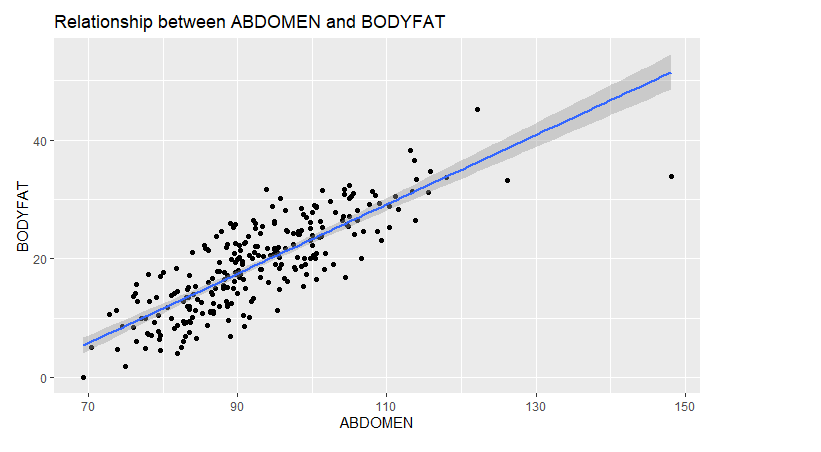 Relationship between ABDOMEN and BODYFAT
BODYFAT
40
20
0
70 90 110 130 150
ABDOMEN